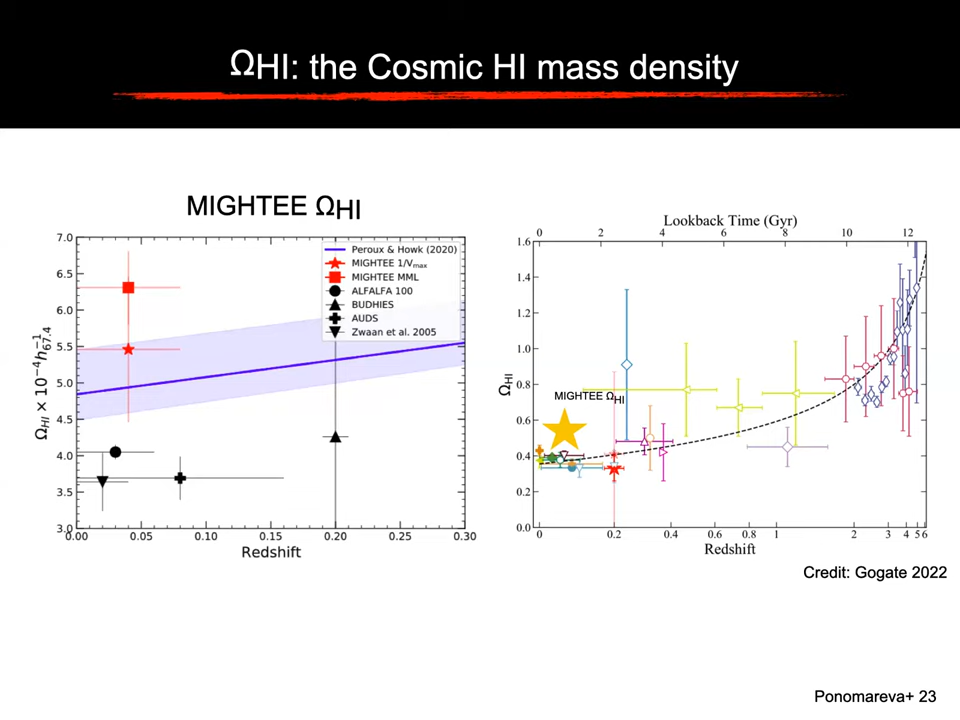 ΩHI: the Cosmic HI mass density
MIGHTEE ΩHI
7.0
6.5
6.0
5.5
5.0
4.5
4.0
3.5
3.0
ΩHI × 10−4h−167.4
Peroux & Howk (2020)
MIGHTEE 1/Vmax
MIGHTEE MML
ALFALFA 100
BUDHIES
AUDS
Zwaan et al. 2005
0.00 0.05 0.10 0.15 0.20 0.25 0.30
Redshift
Lookback Time (Gyr)
0 2 4 6 8 10 12
1.6
1.4
1.2
1.0
0.8
0.6
0.4
0.2
0.0
ΩHI
MIGHTEE ΩHI
0 0.2 0.4 0.6 0.8 1 2 3 4 5 6
Redshift
Credit: Gogate 2022
Ponomareva+ 23